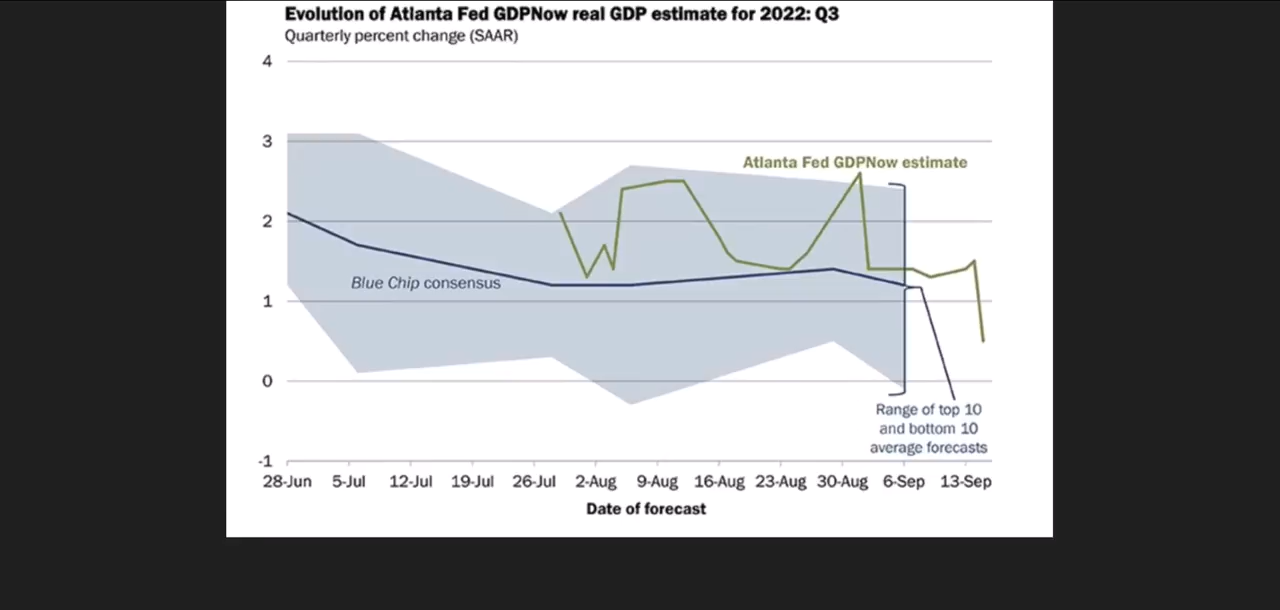 Evolution of Atlanta Fed GDPNow real GDP estimate for 2022: Q3
Quarterly percent change (SAAR)
4
3
Atlanta Fed GDPNow estimate
2
Blue Chip consensus
1
0
Range of top 10
and bottom 10
average forecasts
-1
28-Jun 5-Jul 12-Jul 19-Jul 26-Jul 2-Aug 9-Aug 16-Aug 23-Aug 30-Aug 6-Sep 13-Sep
Date of forecast